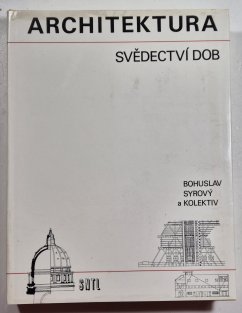 ARCHITEKTURA
SVĚDECTVÍ DOB
BOHUSLAV
SYROVÝ
a KOLEKTIV
SNTL